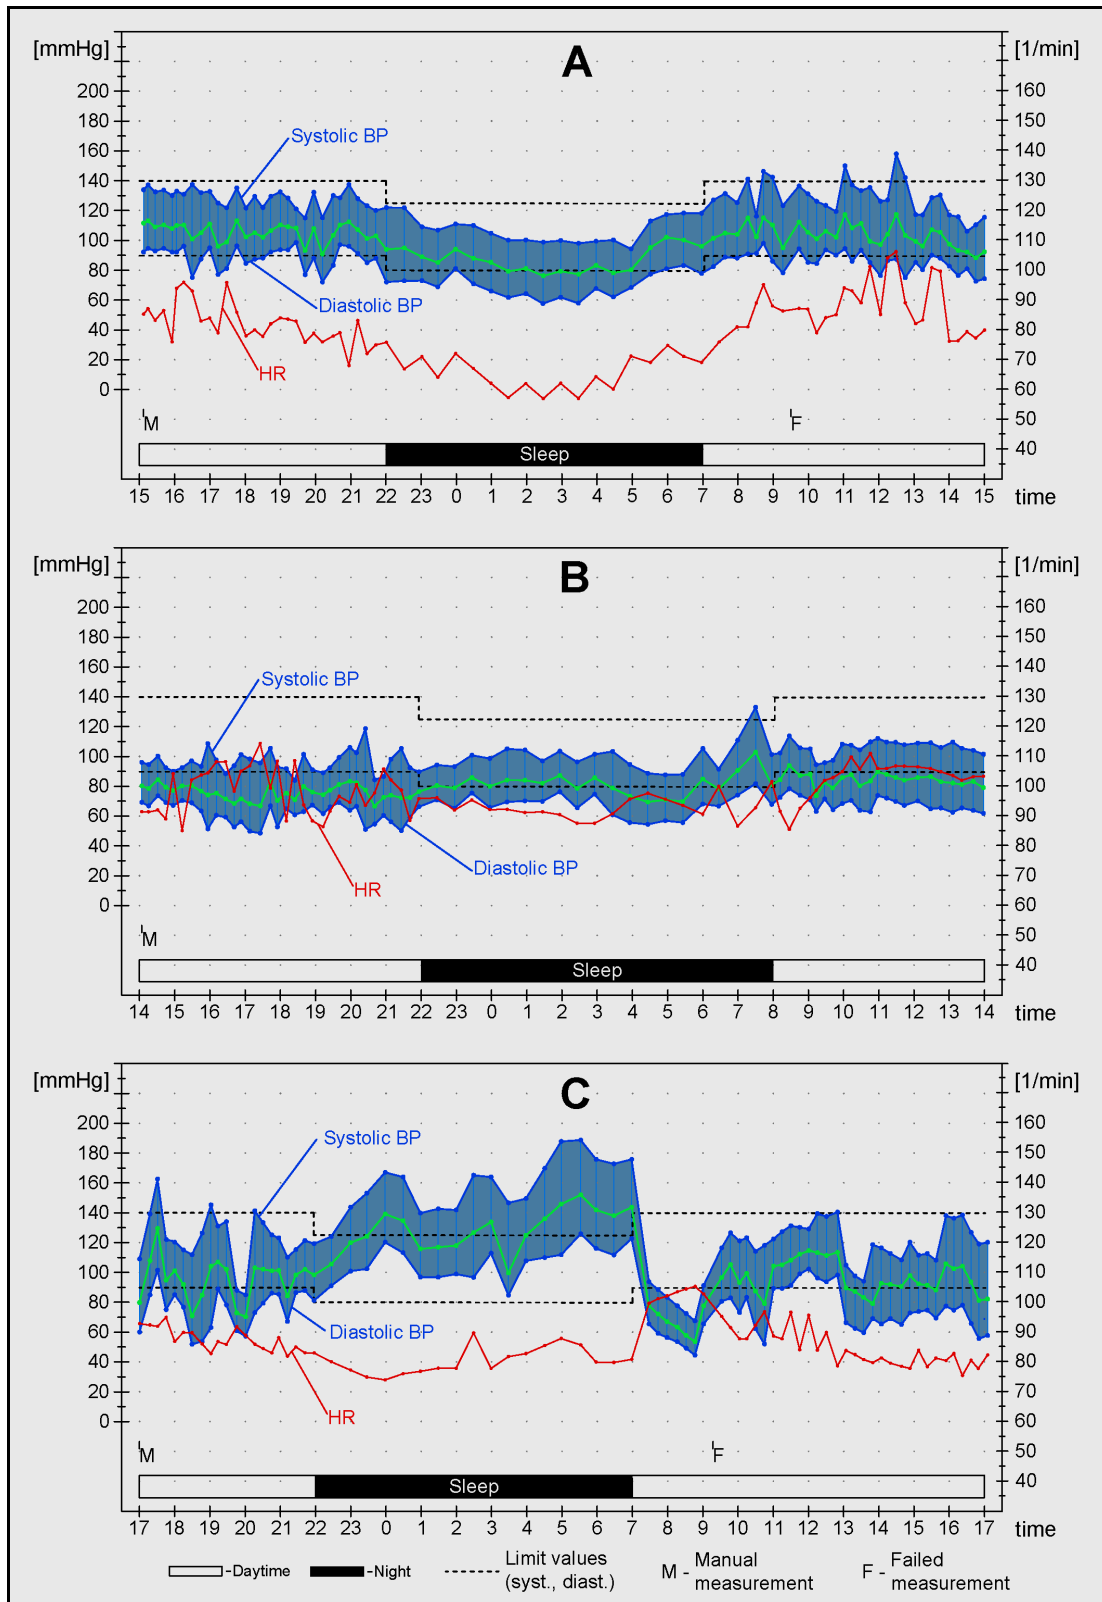 [mmHg] A [1/min]
200 180 160 140 120 100 80 60 40 20 0
160 150 140 130 120 110 100 90 80 70 60 50 40
Systolic BP
Diastolic BP
HR
M F
Sleep
15 16 17 18 19 20 21 22 23 0 1 2 3 4 5 6 7 8 9 10 11 12 13 14 15 time
[mmHg] B [1/min]
200 180 160 140 120 100 80 60 40 20 0
160 150 140 130 120 110 100 90 80 70 60 50 40
Systolic BP
Diastolic BP
HR
M
Sleep
14 15 16 17 18 19 20 21 22 23 0 1 2 3 4 5 6 7 8 9 10 11 12 13 14 time
[mmHg] C [1/min]
200 180 160 140 120 100 80 60 40 20 0
160 150 140 130 120 110 100 90 80 70 60 50 40
Systolic BP
Diastolic BP
HR
M F
Sleep
17 18 19 20 21 22 23 0 1 2 3 4 5 6 7 8 9 10 11 12 13 14 15 16 17 time
-Daytime -Night Limit values (syst., diast.) M - Manual measurement F - Failed measurement